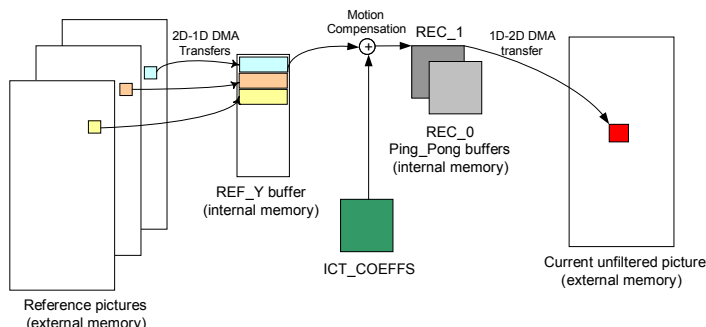 2D-1D DMA
Transfers
Motion
Compensation
REC_1
1D-2D DMA
transfer
REC_0
Ping_Pong buffers
(internal memory)
REF_Y buffer
(internal memory)
ICT_COEFFS
Current unfiltered picture
(external memory)
Reference pictures
(external memory)